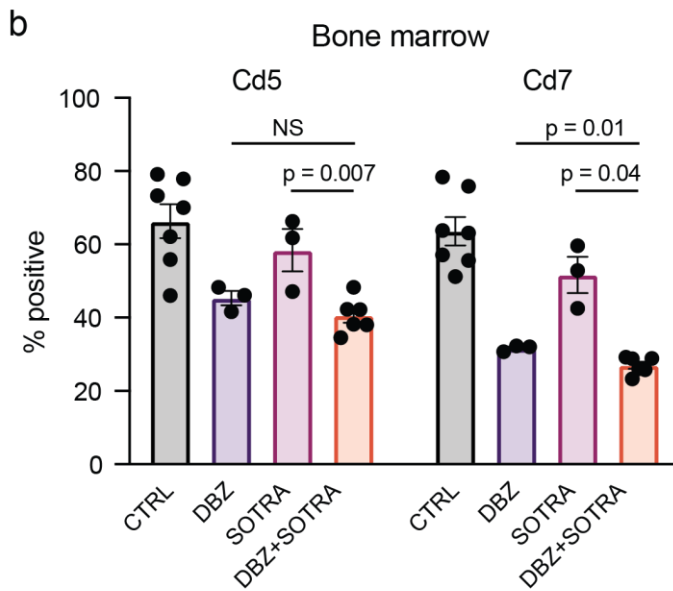 b
Bone marrow
Cd5 Cd7
% positive
100
80
60
40
20
0
NS
p = 0.007
p = 0.01
p = 0.04
CTRL
DBZ
SOTRA
DBZ+SOTRA
CTRL
DBZ
SOTRA
DBZ+SOTRA